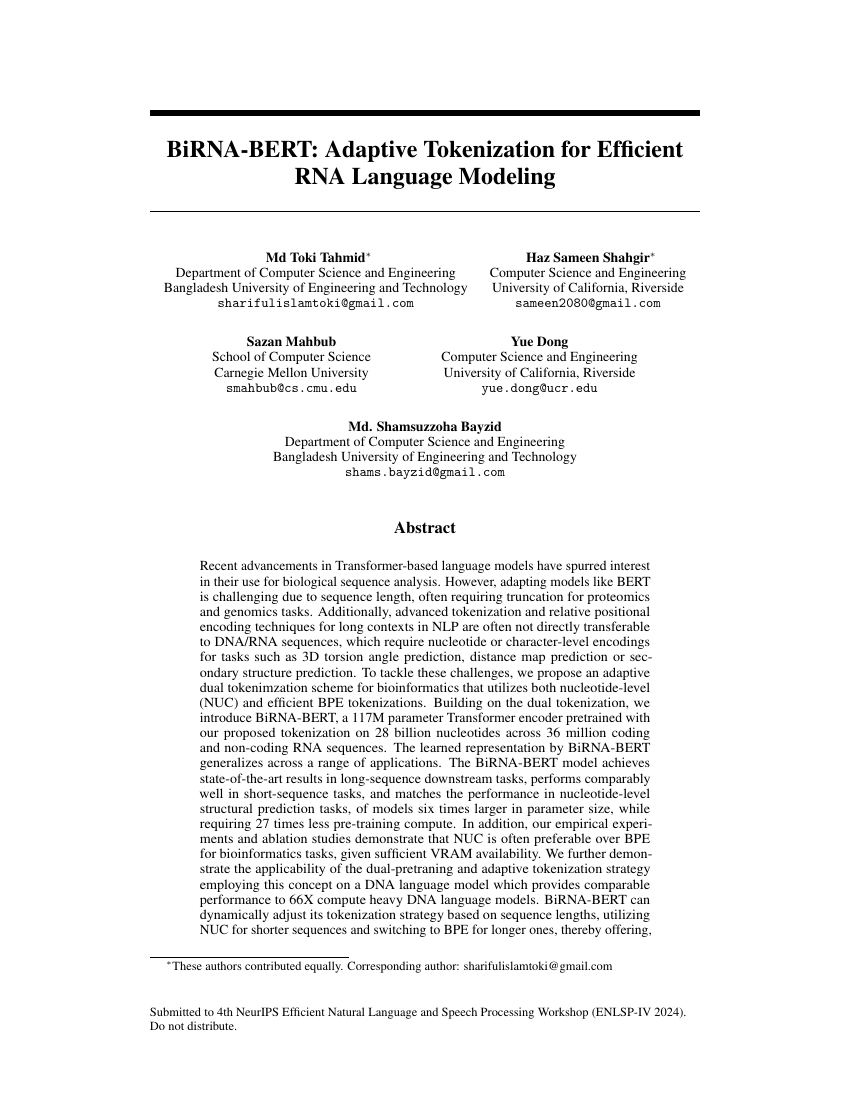 BiRNA-BERT: Adaptive Tokenization for Efficient
RNA Language Modeling
Md Toki Tahmid*
Department of Computer Science and Engineering
Bangladesh University of Engineering and Technology
sharifulislamtoki@gmail.com
Haz Sameen Shahgir*
Computer Science and Engineering
University of California, Riverside
sameen2080@gmail.com
Sazan Mahbub
School of Computer Science
Carnegie Mellon University
smahbub@cs.cmu.edu
Yue Dong
Computer Science and Engineering
University of California, Riverside
yue.dong@ucr.edu
Md. Shamsuzzoha Bayzid
Department of Computer Science and Engineering
Bangladesh University of Engineering and Technology
shams.bayzid@gmail.com
Abstract
Recent advancements in Transformer-based language models have spurred interest
in their use for biological sequence analysis. However, adapting models like BERT
is challenging due to sequence length, often requiring truncation for proteomics
and genomics tasks. Additionally, advanced tokenization and relative positional
encoding techniques for long contexts in NLP are often not directly transferable
to DNA/RNA sequences, which require nucleotide or character-level encodings
for tasks such as 3D torsion angle prediction, distance map prediction or sec-
ondary structure prediction. To tackle these challenges, we propose an adaptive
dual tokenimzation scheme for bioinformatics that utilizes both nucleotide-level
(NUC) and efficient BPE tokenizations. Building on the dual tokenization, we
introduce BiRNA-BERT, a 117M parameter Transformer encoder pretrained with
our proposed tokenization on 28 billion nucleotides across 36 million coding
and non-coding RNA sequences. The learned representation by BiRNA-BERT
generalizes across a range of applications. The BiRNA-BERT model achieves
state-of-the-art results in long-sequence downstream tasks, performs comparably
well in short-sequence tasks, and matches the performance in nucleotide-level
structural prediction tasks, of models six times larger in parameter size, while
requiring 27 times less pre-training compute. In addition, our empirical experi-
ments and ablation studies demonstrate that NUC is often preferable over BPE
for bioinformatics tasks, given sufficient VRAM availability. We further demon-
strate the applicability of the dual-pretraning and adaptive tokenization strategy
employing this concept on a DNA language model which provides comparable
performance to 66X compute heavy DNA language models. BiRNA-BERT can
dynamically adjust its tokenization strategy based on sequence lengths, utilizing
NUC for shorter sequences and switching to BPE for longer ones, thereby offering,
*These authors contributed equally. Corresponding author: sharifulislamtoki@gmail.com
Submitted to 4th NeurIPS Efficient Natural Language and Speech Processing Workshop (ENLSP-IV 2024).
Do not distribute.